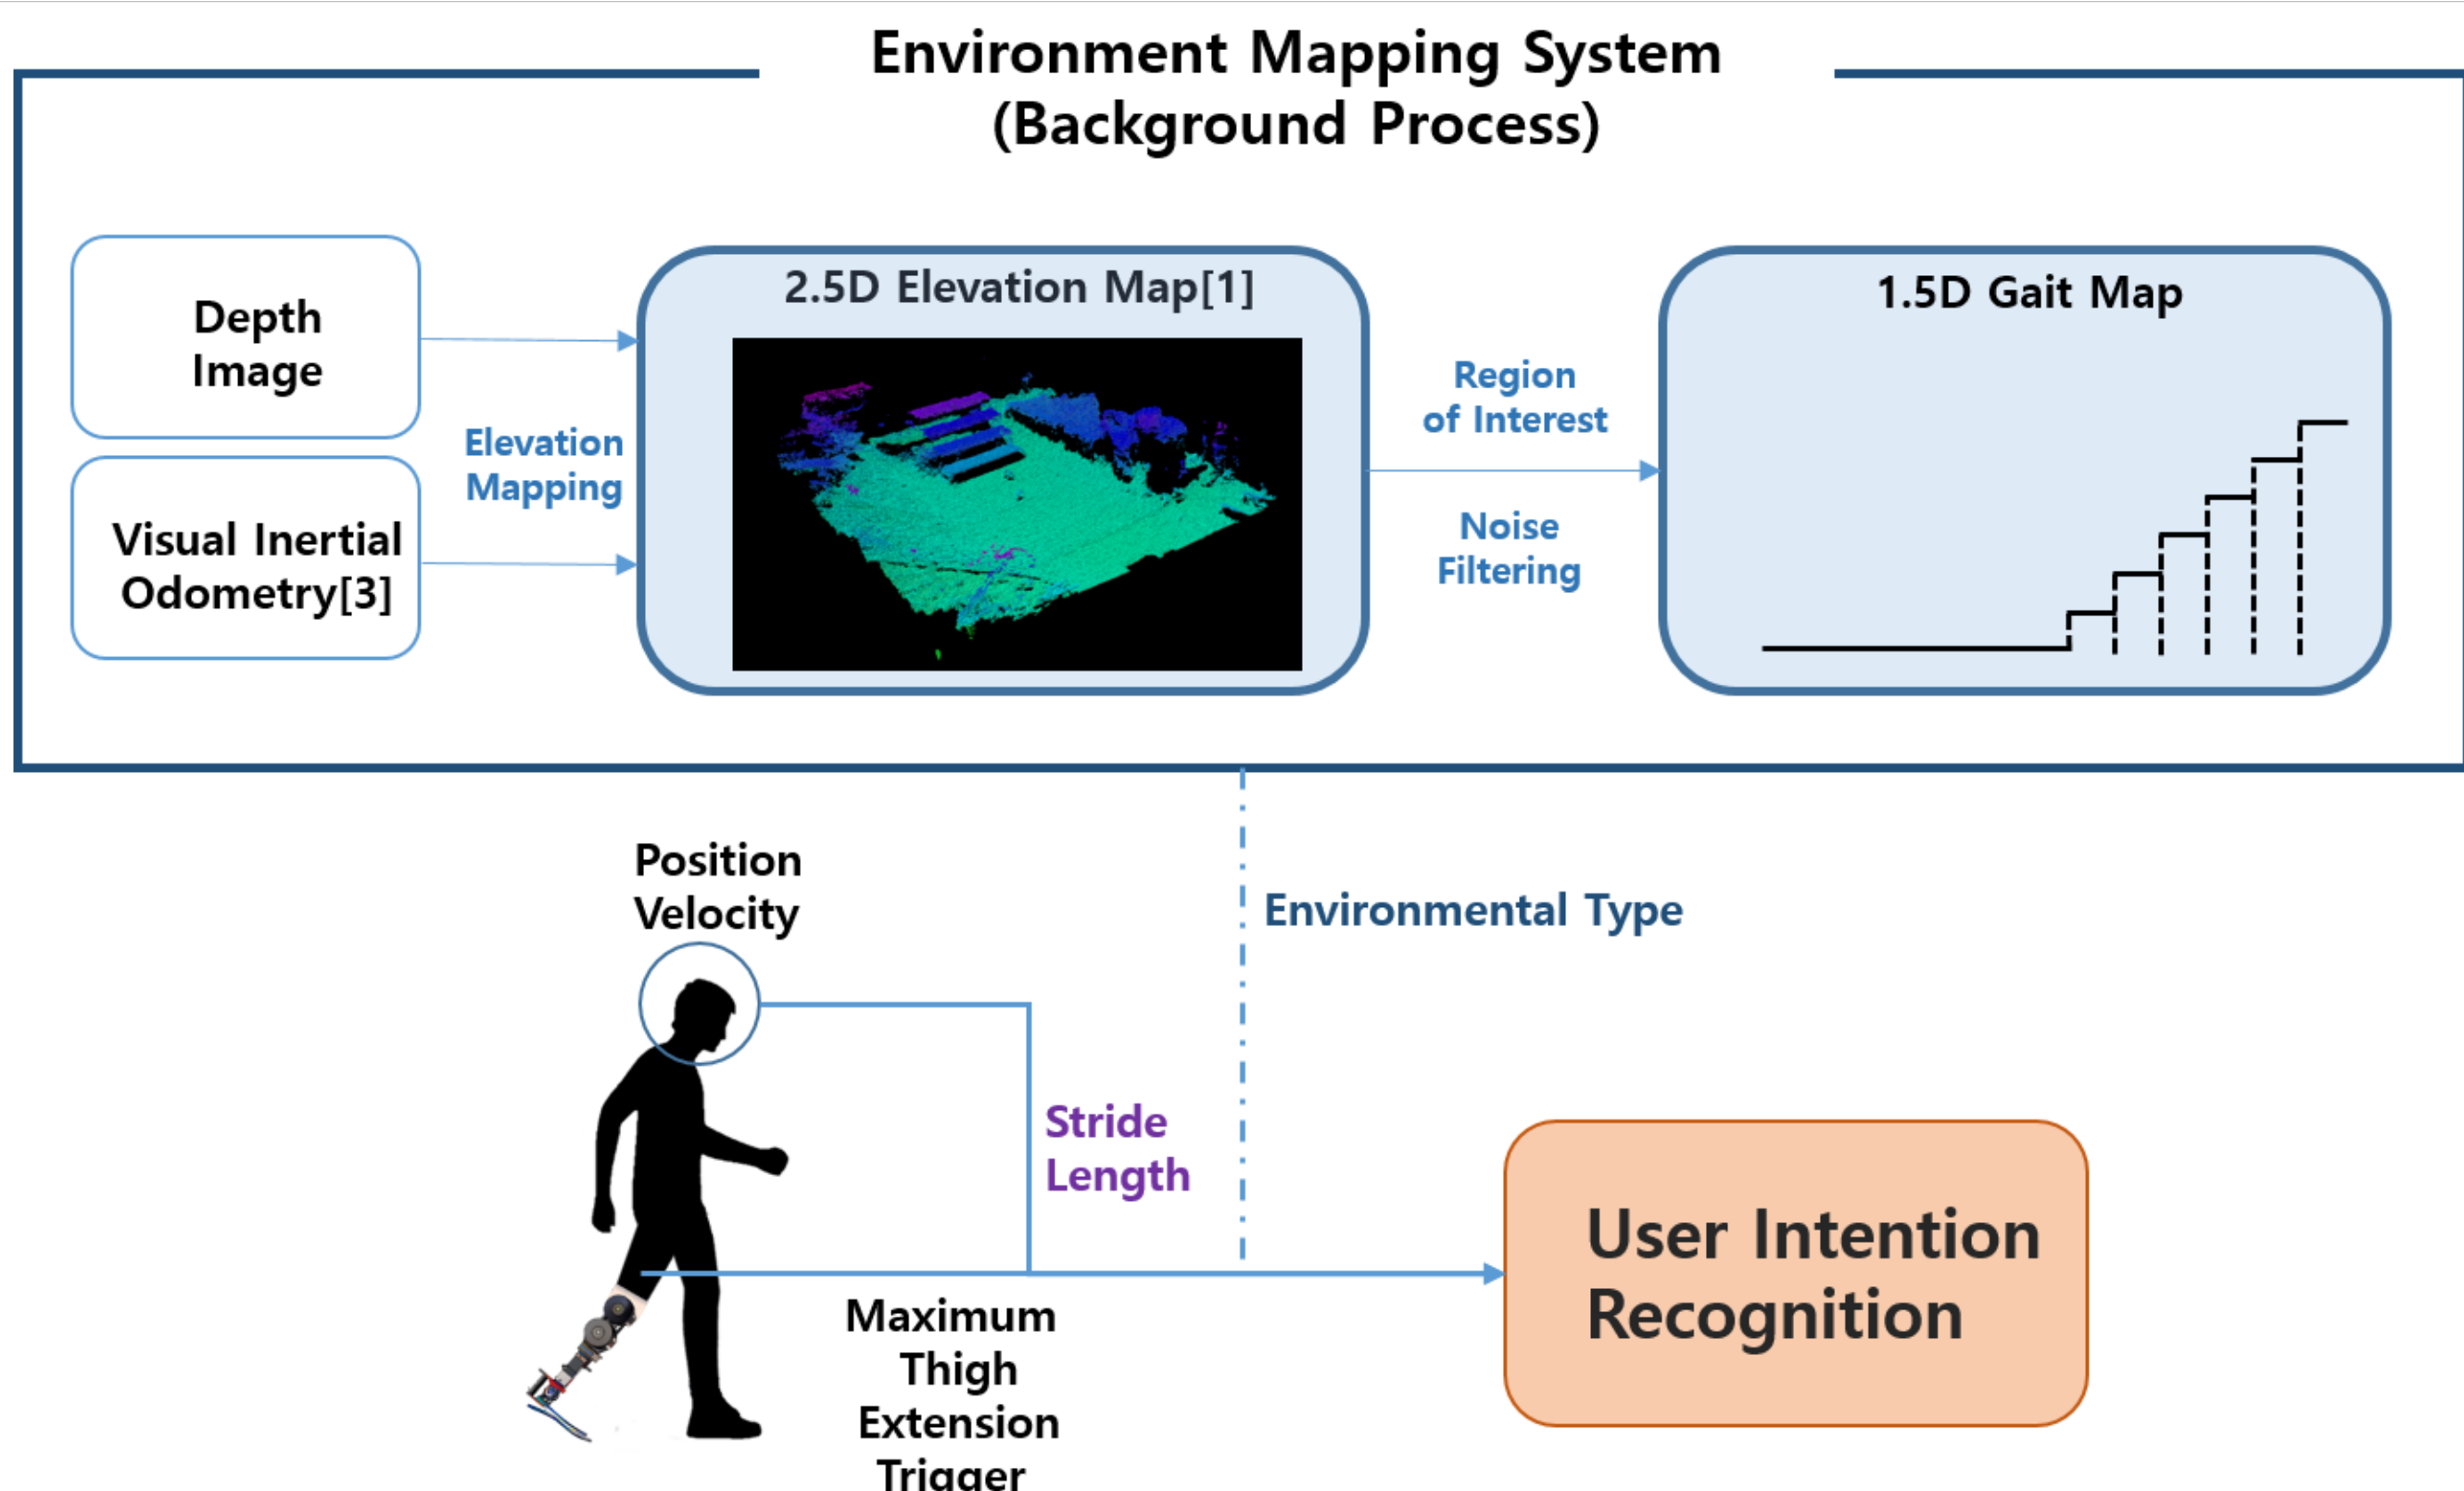 Environment Mapping System
(Background Process)
Depth
Image
Visual Inertial
Odometry[3]
Elevation
Mapping
2.5D Elevation Map[1]
Region
of Interest
Noise
Filtering
1.5D Gait Map
Position
Velocity
Environmental Type
Stride
Length
Maximum
Thigh
Extension
Trigger
User Intention
Recognition